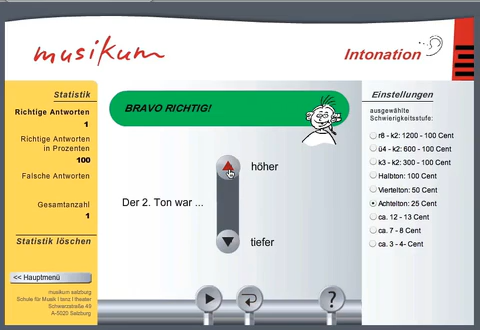 musikum
Intonation
Statistik
Richtige Antworten
1
Richtige Antworten
in Prozenten
100
Falsche Antworten
Gesamtanzahl
1
Statistik löschen
<< Hauptmenü
musikum salzburg
Schule für Musik I tanz I theater
Schwarzstraße 49
A-5020 Salzburg
BRAVO RICHTIG!
höher
Der 2. Ton war ...
tiefer
?
Einstellungen
ausgewählte
Schwierigkeitsstufe:
r8 - k2: 1200 - 100 Cent
ü4 - k2: 600 - 100 Cent
k3 - k2: 300 - 100 Cent
Halbton: 100 Cent
Viertelton: 50 Cent
Achtelton: 25 Cent
ca. 12 - 13 Cent
ca. 7 - 8 Cent
ca. 3 - 4- Cent